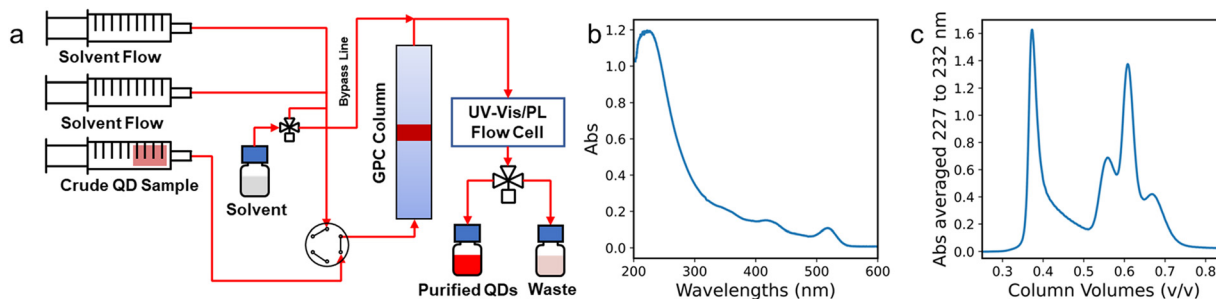 a
Solvent Flow
Solvent Flow
Crude QD Sample
Solvent
Bypass Line
GPC Column
UV-Vis/PL
Flow Cell
Purified QDs
Waste
b
Abs
1.2
1.0
0.8
0.6
0.4
0.2
0.0
200
300
400
500
600
Wavelengths (nm)
c
Abs averaged 227 to 232 nm
1.6
1.4
1.2
1.0
0.8
0.6
0.4
0.2
0.0
0.3
0.4
0.5
0.6
0.7
0.8
Column Volumes (v/v)